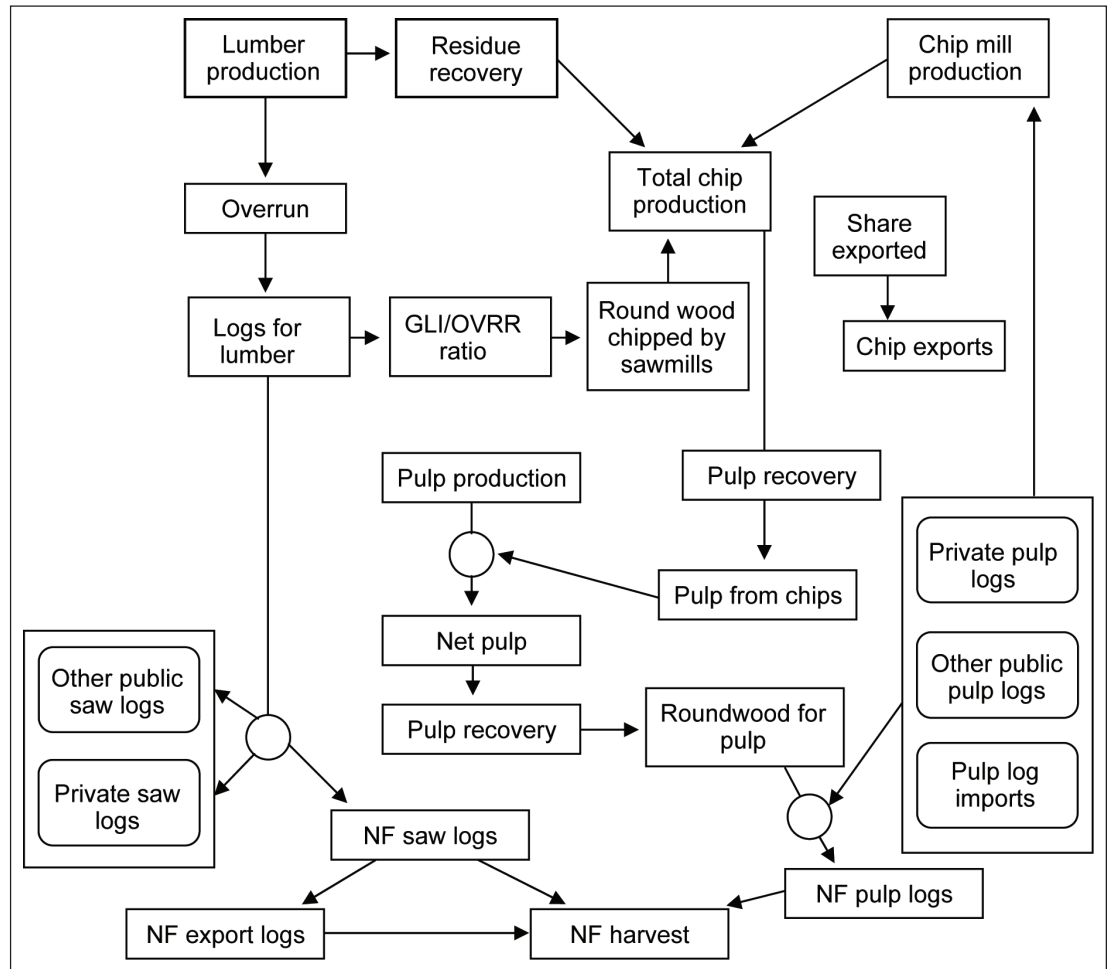 Lumber
production
Residue
recovery
Chip mill
production
Total chip
production
Overrun
Share
exported
Logs for
lumber
GLI/OVRR
ratio
Round wood
chipped by
sawmills
Chip exports
Pulp production
Pulp recovery
Private pulp
logs
Pulp from chips
Net pulp
Other public
saw logs
Other public
pulp logs
Pulp recovery
Roundwood for
pulp
Private saw
logs
Pulp log
imports
NF saw logs
NF pulp logs
NF export logs
NF harvest